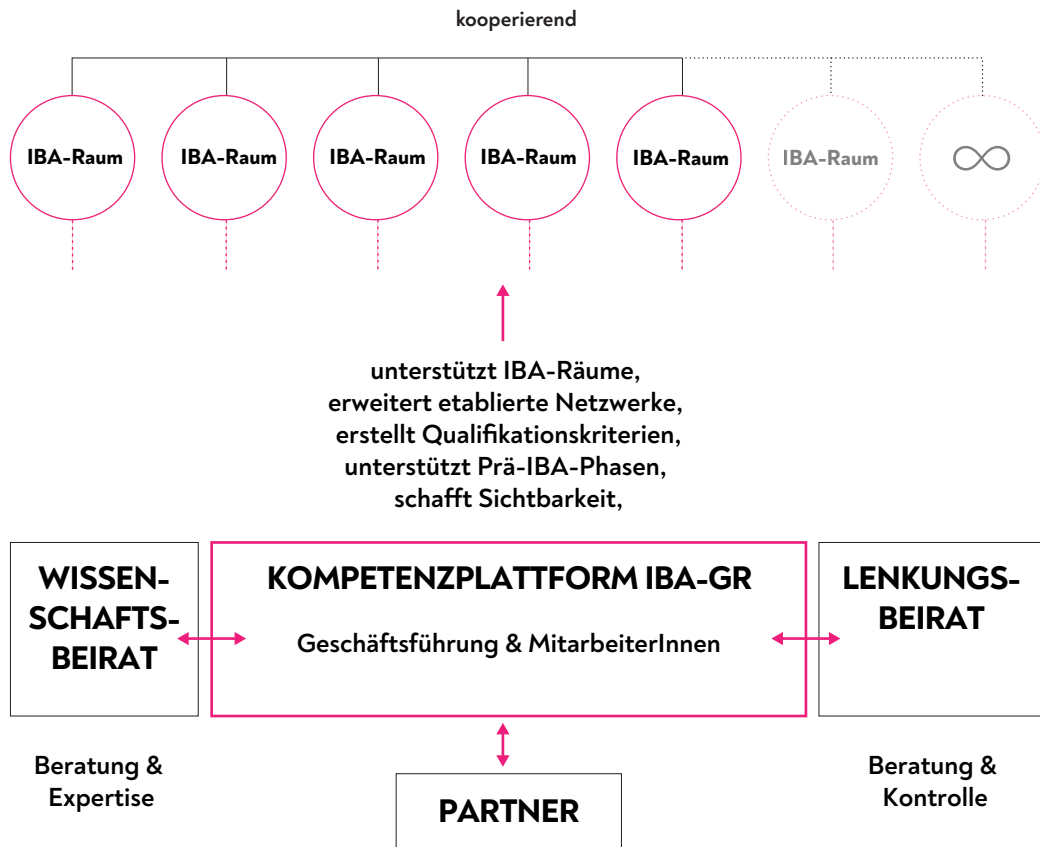 kooperierend
IBA-Raum
IBA-Raum
IBA-Raum
IBA-Raum
IBA-Raum
IBA-Raum
∞
unterstützt IBA-Räume,
erweitert etablierte Netzwerke,
erstellt Qualifikationskriterien,
unterstützt Prä-IBA-Phasen,
schafft Sichtbarkeit,
WISSEN-
SCHAFTS-
BEIRAT
KOMPETENZPLATTFORM IBA-GR
Geschäftsführung & MitarbeiterInnen
LENKUNGS-
BEIRAT
Beratung &
Expertise
PARTNER
Beratung &
Kontrolle